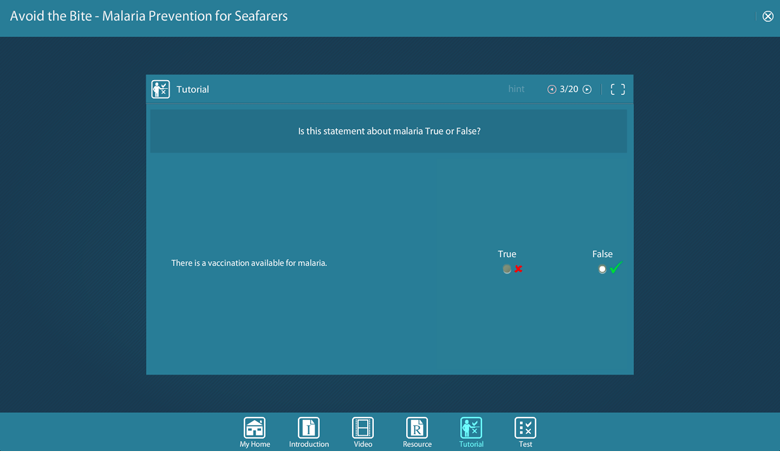 Avoid the Bite - Malaria Prevention for Seafarers
Tutorial
hint
3/20
Is this statement about malaria True or False?
True
False
There is a vaccination available for malaria.
My Home
Introduction
Video
Resource
Tutorial
Test